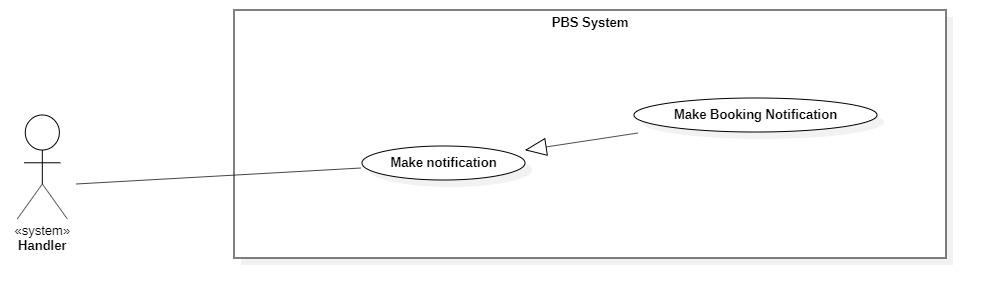 PBS System
Make Booking Notification
Make notification
«system»
Handler